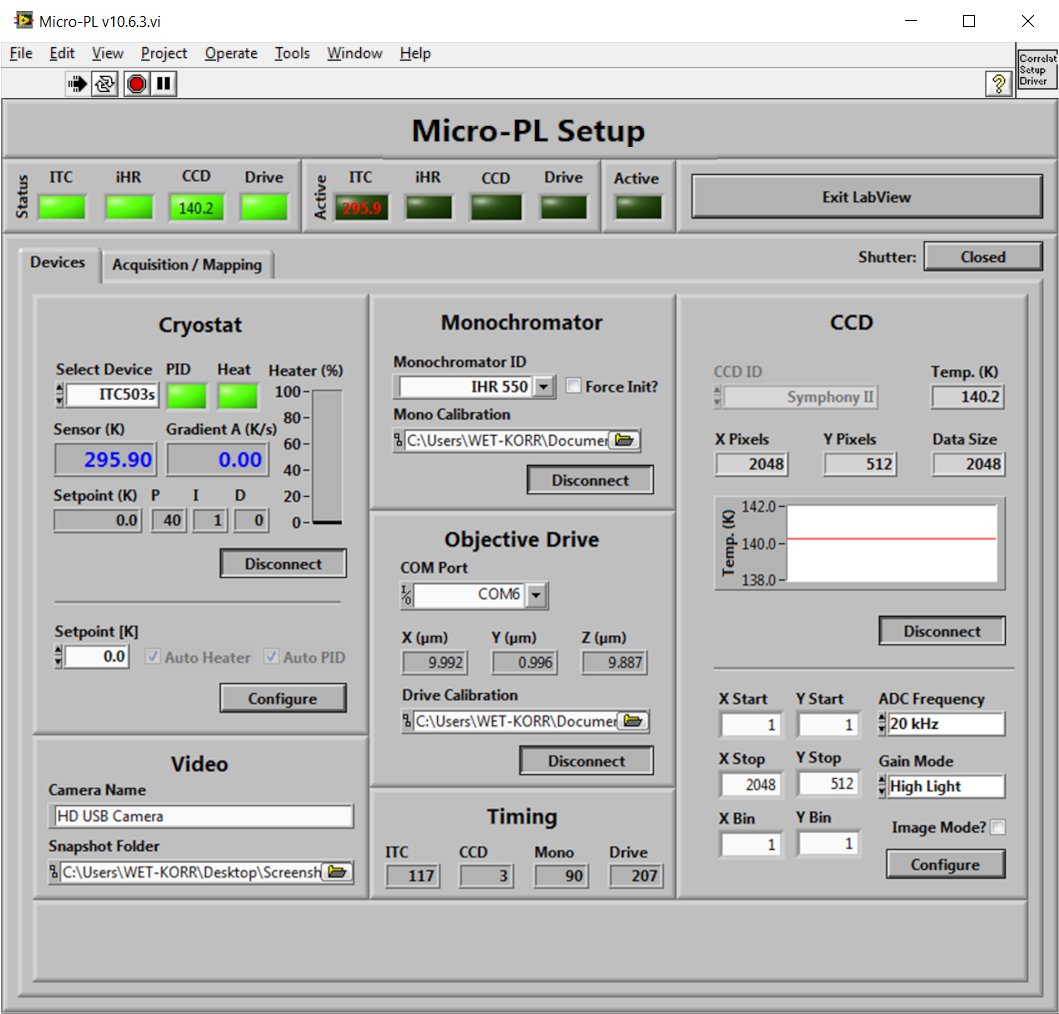 Micro-PL v10.6.3.vi
File Edit View Project Operate Tools Window Help
Correlat
Setup
Driver
Micro-PL Setup
Status ITC iHR CCD Drive
140.2
Active ITC iHR CCD Drive
295.9
Active
Exit LabView
Devices Acquisition / Mapping
Shutter: Closed
Cryostat
Select Device PID Heat Heater (%)
ITC503s
100
80
60
40
20
0
Sensor (K) Gradient A (K/s)
295.90 0.00
Setpoint (K) P I D
0.0 40 1 0
Disconnect
Setpoint [K]
0.0 Auto Heater Auto PID
Configure
Video
Camera Name
HD USB Camera
Snapshot Folder
C:\Users\WET-KORR\Desktop\Screensh
Monochromator
Monochromator ID
IHR 550 Force Init?
Mono Calibration
C:\Users\WET-KORR\Documer
Disconnect
Objective Drive
COM Port
I/O COM6
X (µm) Y (µm) Z (µm)
9.992 0.996 9.887
Drive Calibration
C:\Users\WET-KORR\Documer
Disconnect
Timing
ITC CCD Mono Drive
117 3 90 207
CCD
CCD ID Temp. (K)
Symphony II 140.2
X Pixels Y Pixels Data Size
2048 512 2048
Temp. (K)
142.0
140.0
138.0
Disconnect
X Start Y Start ADC Frequency
1 1 20 kHz
X Stop Y Stop Gain Mode
2048 512 High Light
X Bin Y Bin Image Mode?
1 1
Configure